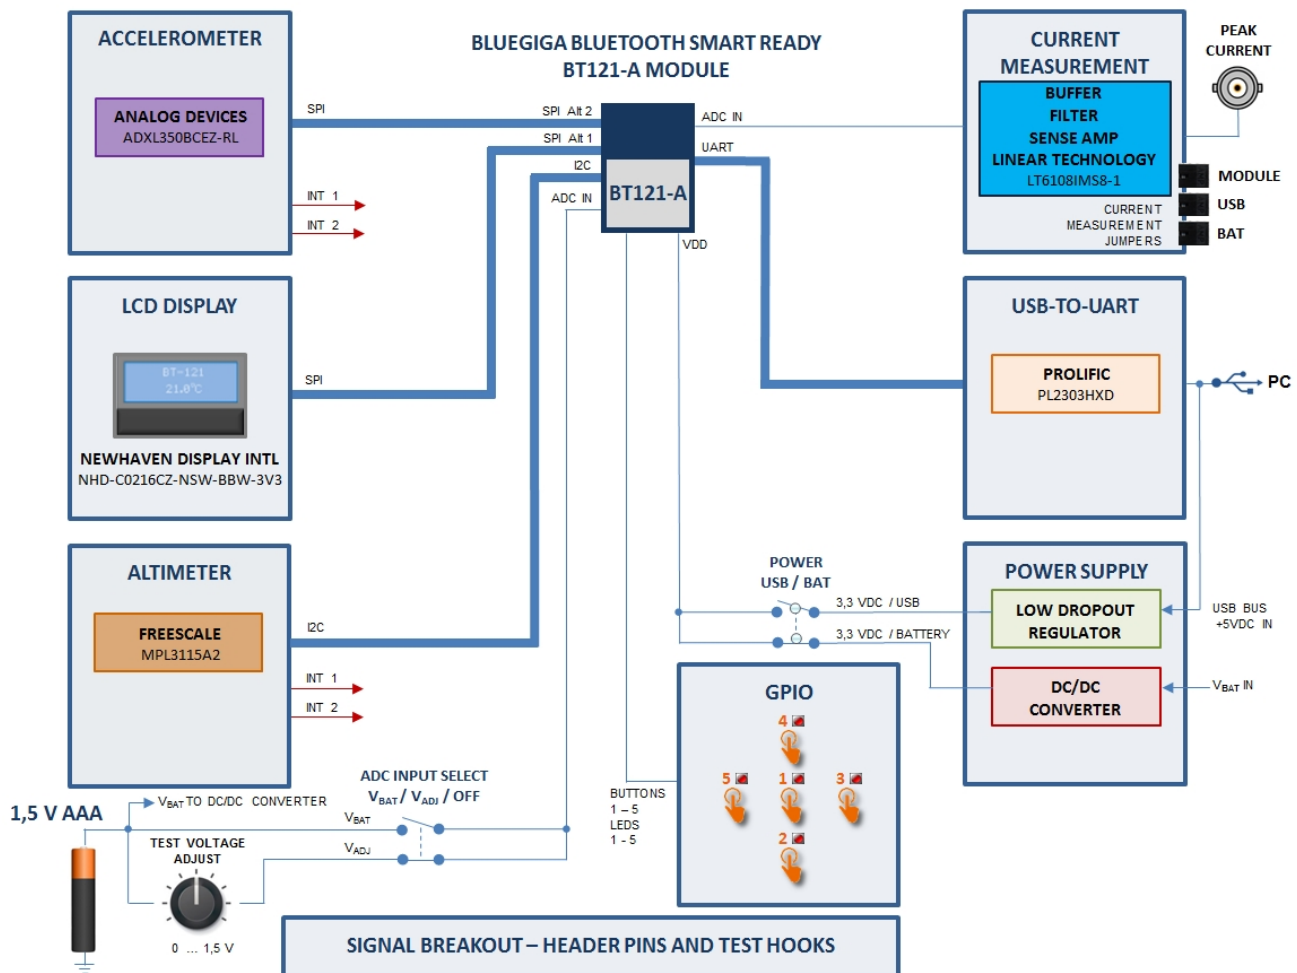 BLUEGIGA BLUETOOTH SMART READY
BT121-A MODULE
ACCELEROMETER
ANALOG DEVICES
ADXL350BCEZ-RL
SPI
INT 1
INT 2
SPI Alt 2
SPI Alt 1
I2C
ADC IN
BT121-A
ADC IN
UART
VDD
CURRENT
MEASUREMENT
BUFFER
FILTER
SENSE AMP
LINEAR TECHNOLOGY
LT6108IMS8-1
CURRENT
MEASUREMENT
JUMPERS
PEAK
CURRENT
MODULE
USB
BAT
LCD DISPLAY
BT-121
21.0°C
NEWHAVEN DISPLAY INTL
NHD-C0216CZ-NSW-BBW-3V3
SPI
USB-TO-UART
PROLIFIC
PL2303HXD
PC
ALTIMETER
FREESCALE
MPL3115A2
I2C
INT 1
INT 2
POWER
USB / BAT
3,3 VDC / USB
3,3 VDC / BATTERY
POWER SUPPLY
LOW DROPOUT
REGULATOR
DC/DC
CONVERTER
USB BUS
+5VDC IN
VBAT IN
GPIO
4
5
1
3
2
BUTTONS
1 – 5
LEDS
1 - 5
ADC INPUT SELECT
VBAT / VADJ / OFF
1,5 V AAA
VBAT TO DC/DC CONVERTER
VBAT
VADJ
TEST VOLTAGE
ADJUST
0 ... 1,5 V
SIGNAL BREAKOUT – HEADER PINS AND TEST HOOKS